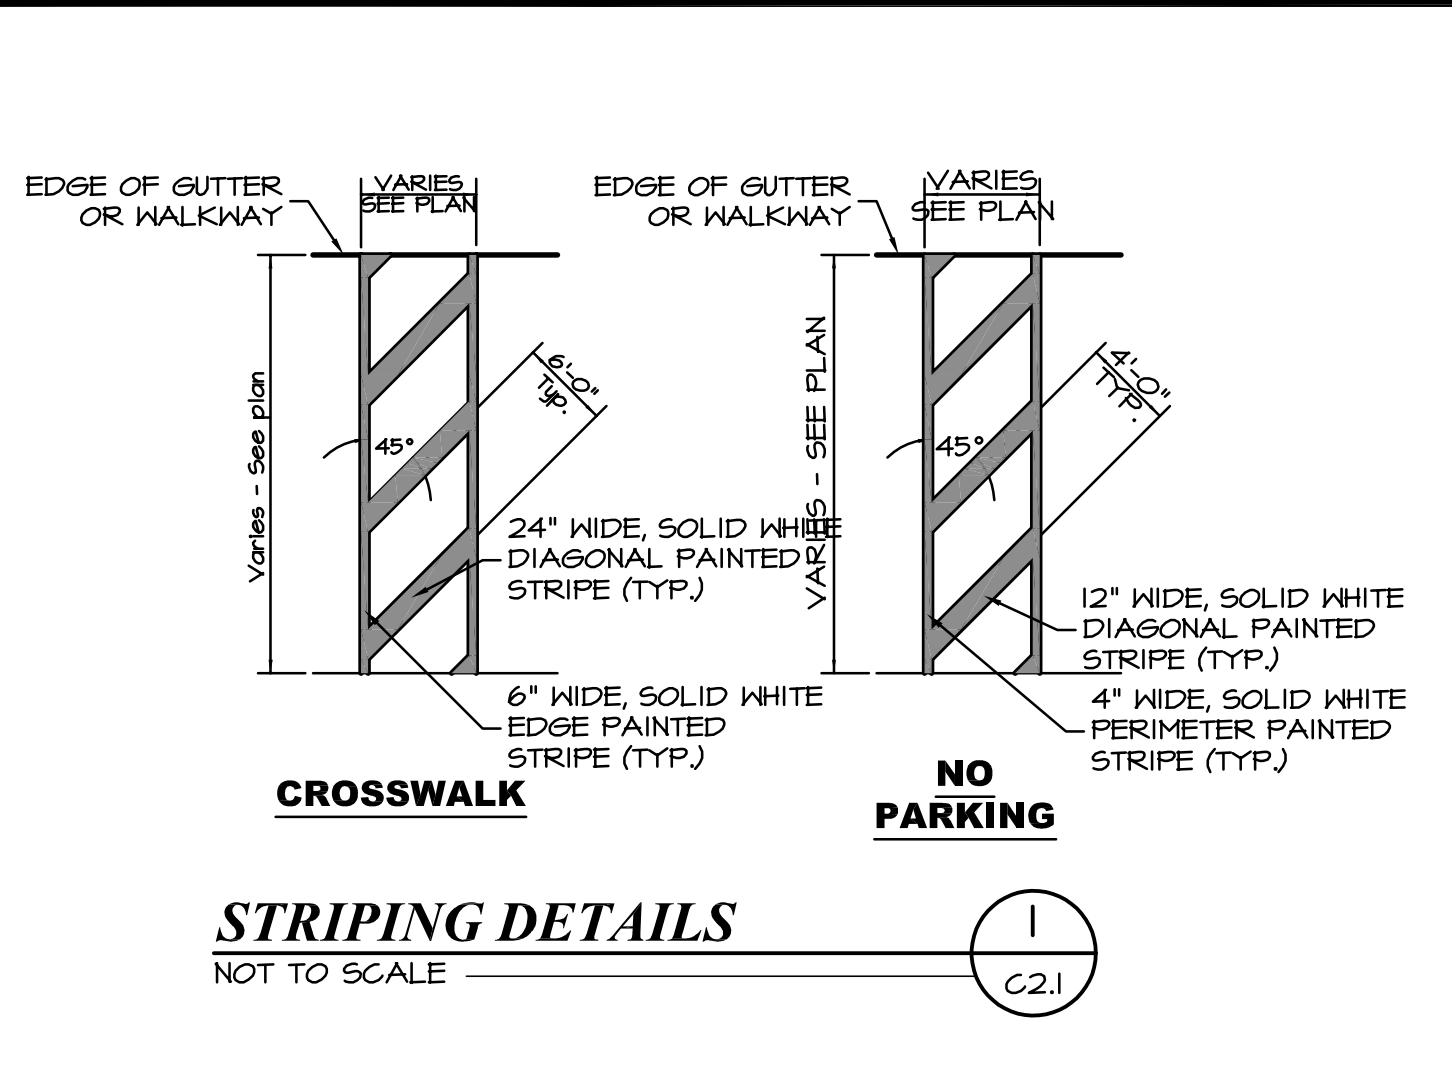 EDGE OF GUTTER
OR WALKWAY
VARIES
SEE PLAN
Varies - See plan
45°
6'-0"
Typ.
24" WIDE, SOLID WHITE
DIAGONAL PAINTED
STRIPE (TYP.)
6" WIDE, SOLID WHITE
EDGE PAINTED
STRIPE (TYP.)
CROSSWALK
EDGE OF GUTTER
OR WALKWAY
VARIES
SEE PLAN
VARIES - SEE PLAN
45°
4'-0"
TYP.
12" WIDE, SOLID WHITE
DIAGONAL PAINTED
STRIPE (TYP.)
4" WIDE, SOLID WHITE
PERIMETER PAINTED
STRIPE (TYP.)
NO
PARKING
STRIPING DETAILS
NOT TO SCALE
1
C2.1